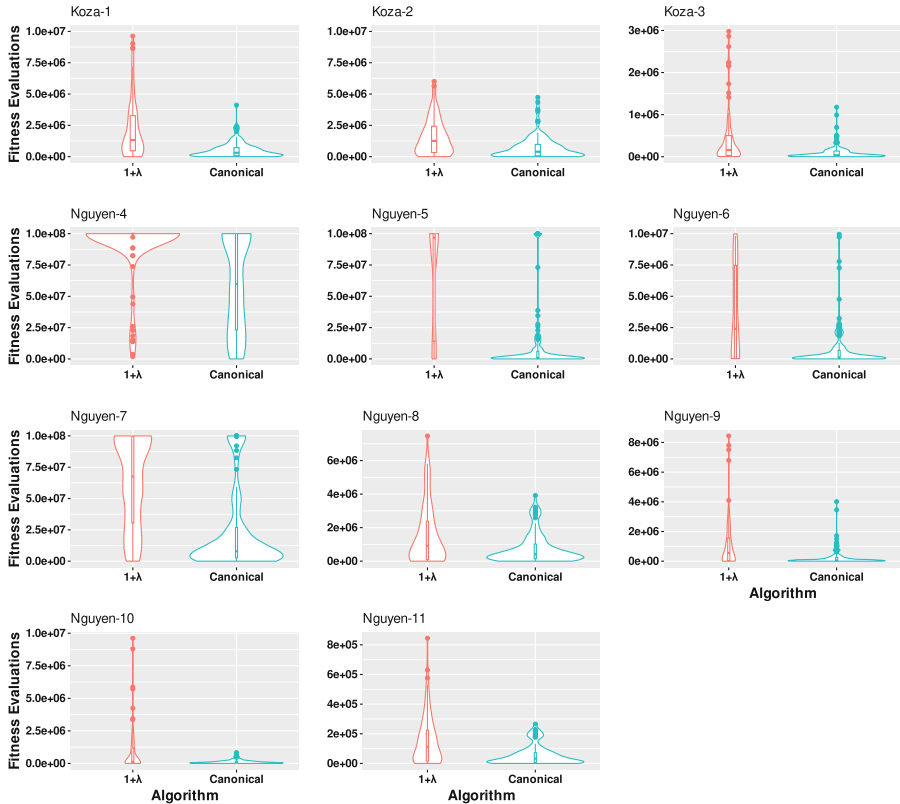 Koza-1
Koza-2
Koza-3
Fitness Evaluations
1.0e+07
7.5e+06
5.0e+06
2.5e+06
0.0e+00
1+λ
Canonical
1.0e+07
7.5e+06
5.0e+06
2.5e+06
0.0e+00
1+λ
Canonical
3e+06
2e+06
1e+06
0e+00
1+λ
Canonical
Nguyen-4
Nguyen-5
Nguyen-6
Fitness Evaluations
1.0e+08
7.5e+07
5.0e+07
2.5e+07
0.0e+00
1+λ
Canonical
1.0e+08
7.5e+07
5.0e+07
2.5e+07
0.0e+00
1+λ
Canonical
1.0e+07
7.5e+06
5.0e+06
2.5e+06
0.0e+00
1+λ
Canonical
Nguyen-7
Nguyen-8
Nguyen-9
Fitness Evaluations
1.0e+08
7.5e+07
5.0e+07
2.5e+07
0.0e+00
1+λ
Canonical
6e+06
4e+06
2e+06
0e+00
1+λ
Canonical
8e+06
6e+06
4e+06
2e+06
0e+00
1+λ
Canonical
Algorithm
Nguyen-10
Nguyen-11
Fitness Evaluations
1.0e+07
7.5e+06
5.0e+06
2.5e+06
0.0e+00
1+λ
Canonical
Algorithm
8e+05
6e+05
4e+05
2e+05
0e+00
1+λ
Canonical
Algorithm